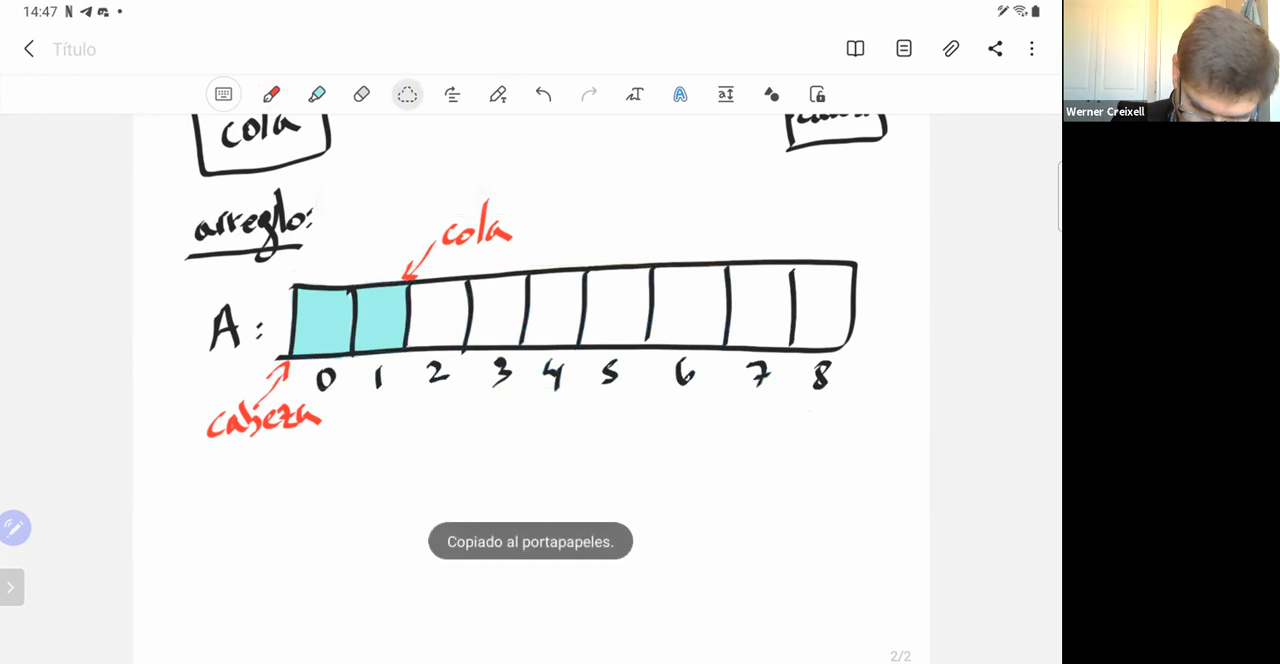 14:47
Título
Werner Creixell
cola
arreglo:
cola
A:
0 1 2 3 4 5 6 7 8
cabeza
Copiado al portapapeles.
2/2